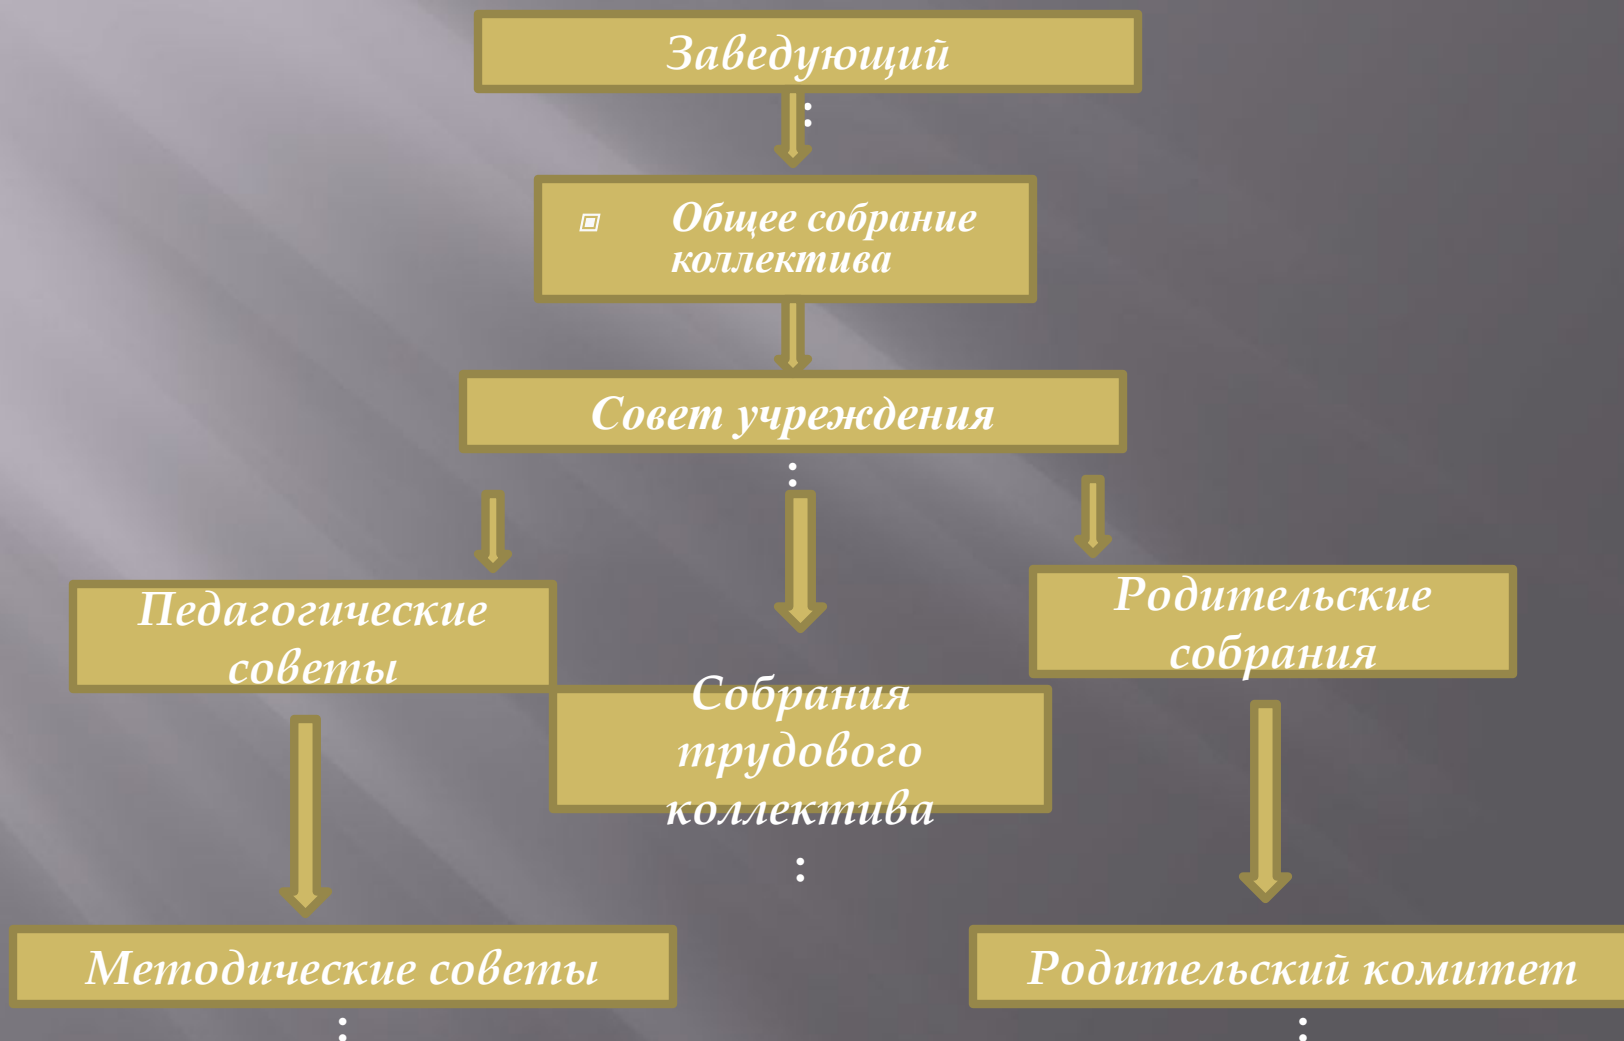 Заведующий
:
Общее собрание
коллектива
Совет учреждения
:
Педагогические
советы
Родительские
собрания
Собрания
трудового
коллектива
:
Методические советы
Родительский комитет
:
: